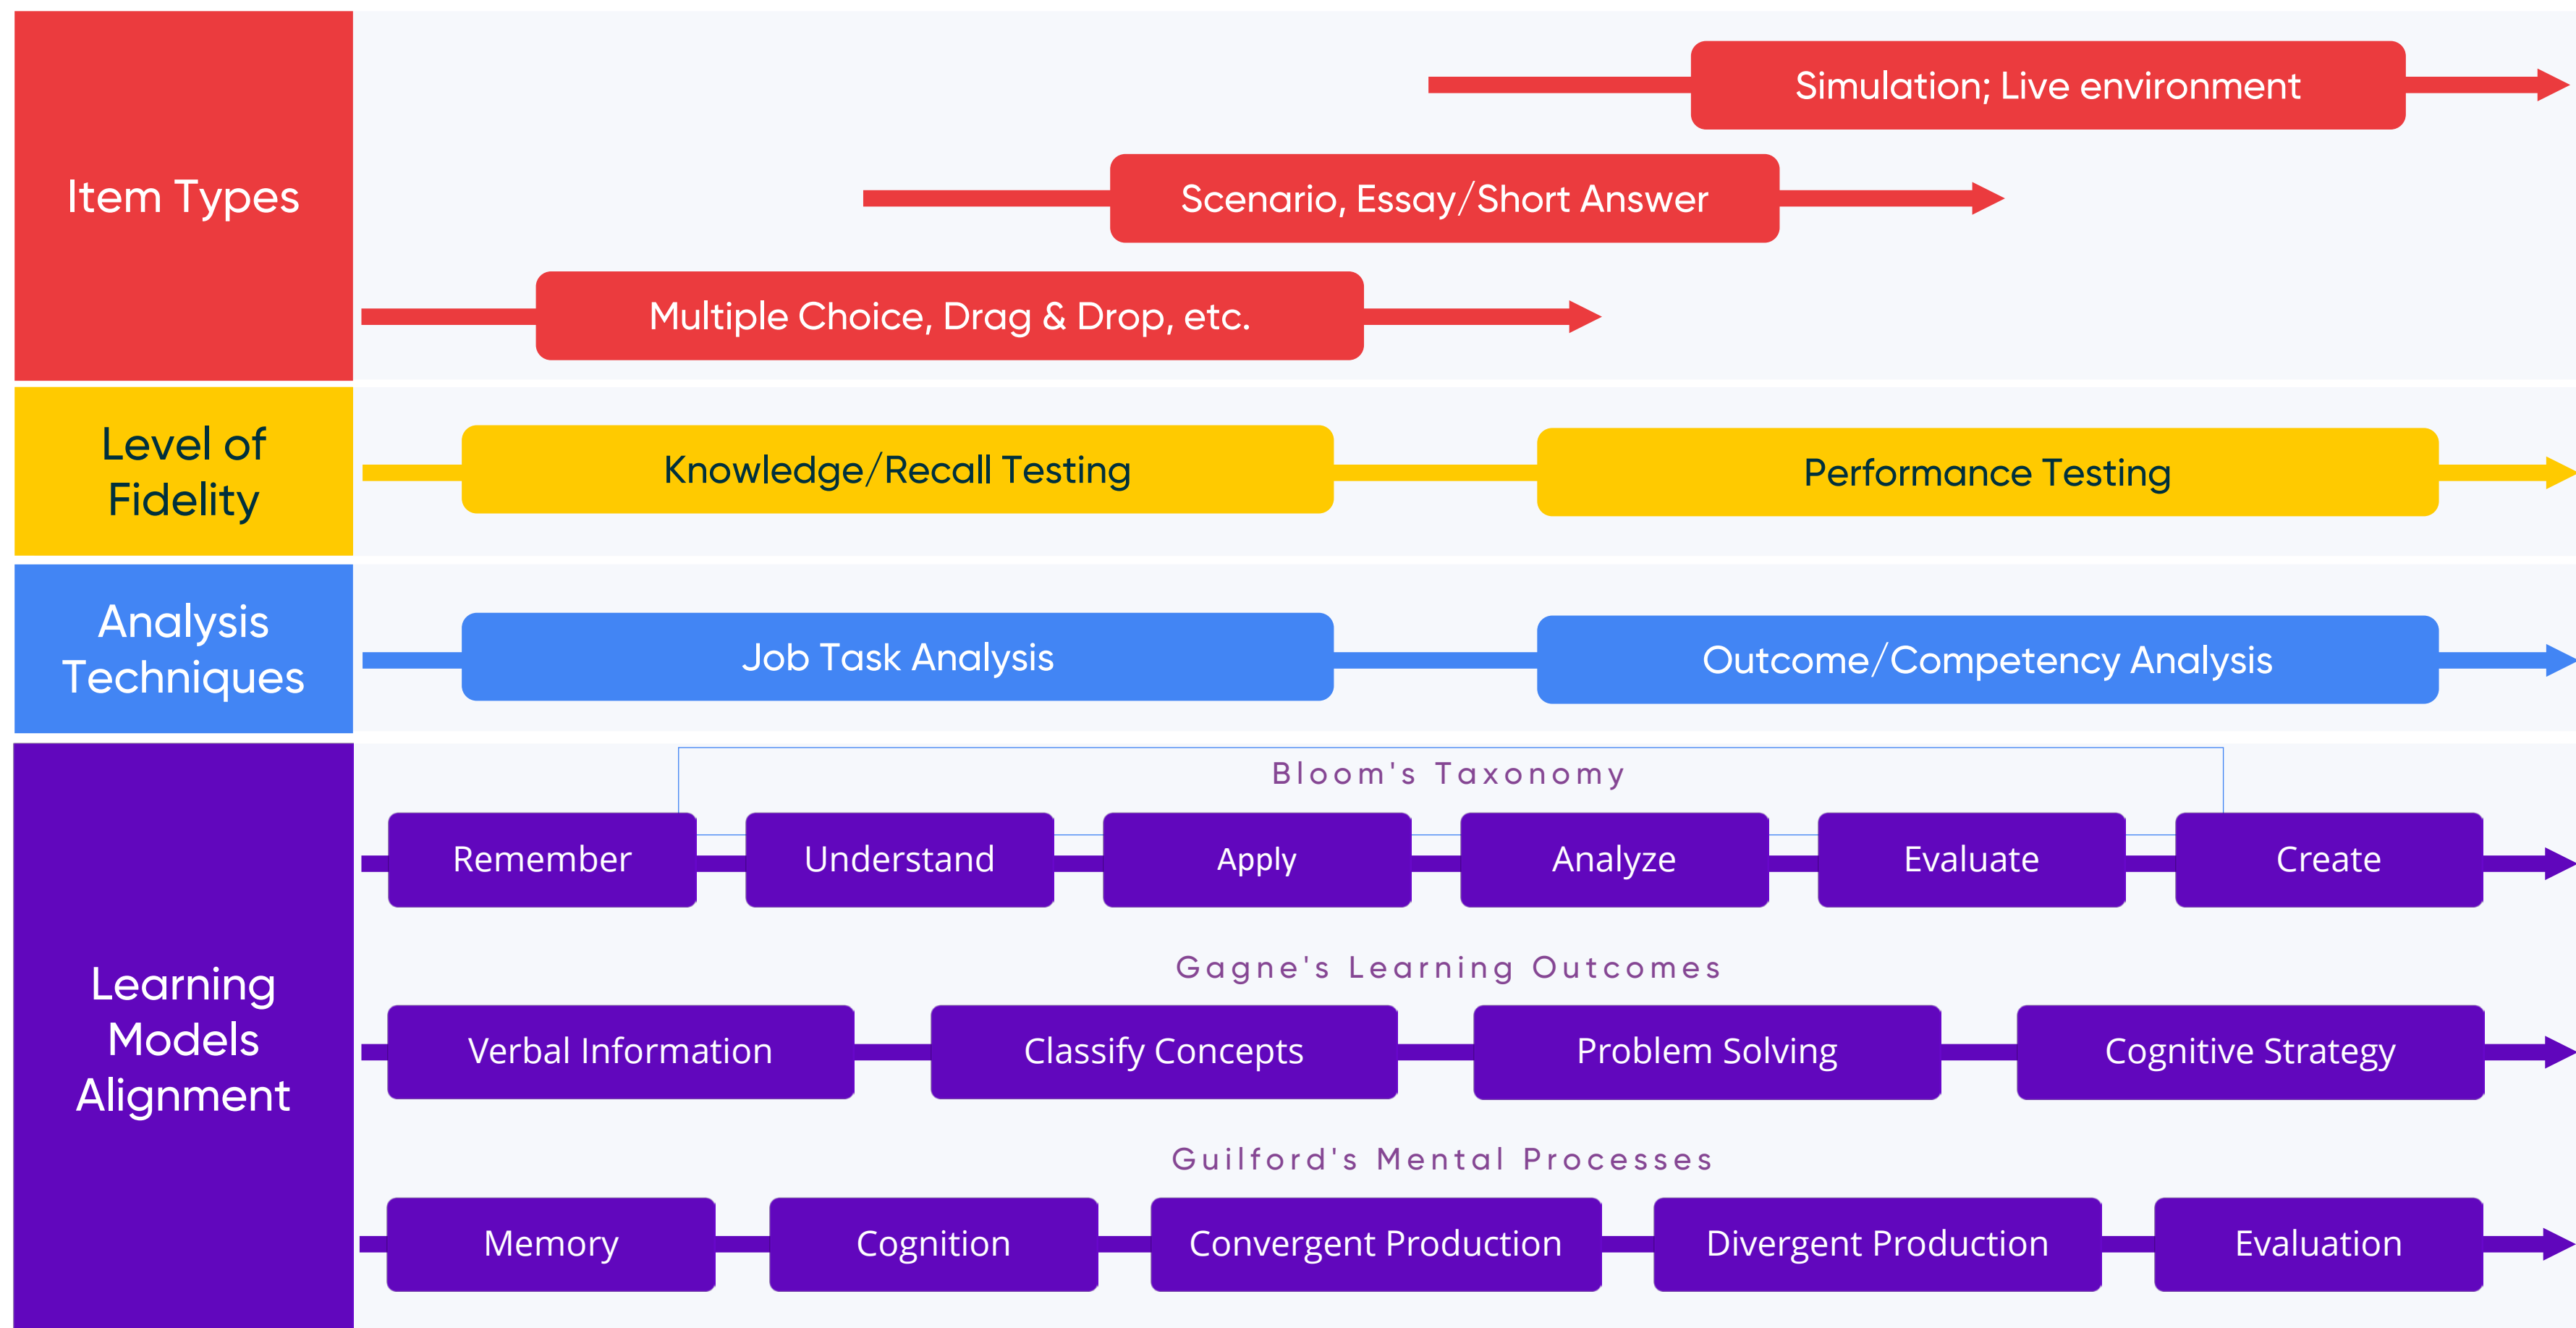 Item Types
Simulation; Live environment
Scenario, Essay/Short Answer
Multiple Choice, Drag & Drop, etc.
Level of
Fidelity
Knowledge/Recall Testing
Performance Testing
Analysis
Techniques
Job Task Analysis
Outcome/Competency Analysis
Learning
Models
Alignment
Bloom's Taxonomy
Remember
Understand
Apply
Analyze
Evaluate
Create
Gagne's Learning Outcomes
Verbal Information
Classify Concepts
Problem Solving
Cognitive Strategy
Guilford's Mental Processes
Memory
Cognition
Convergent Production
Divergent Production
Evaluation